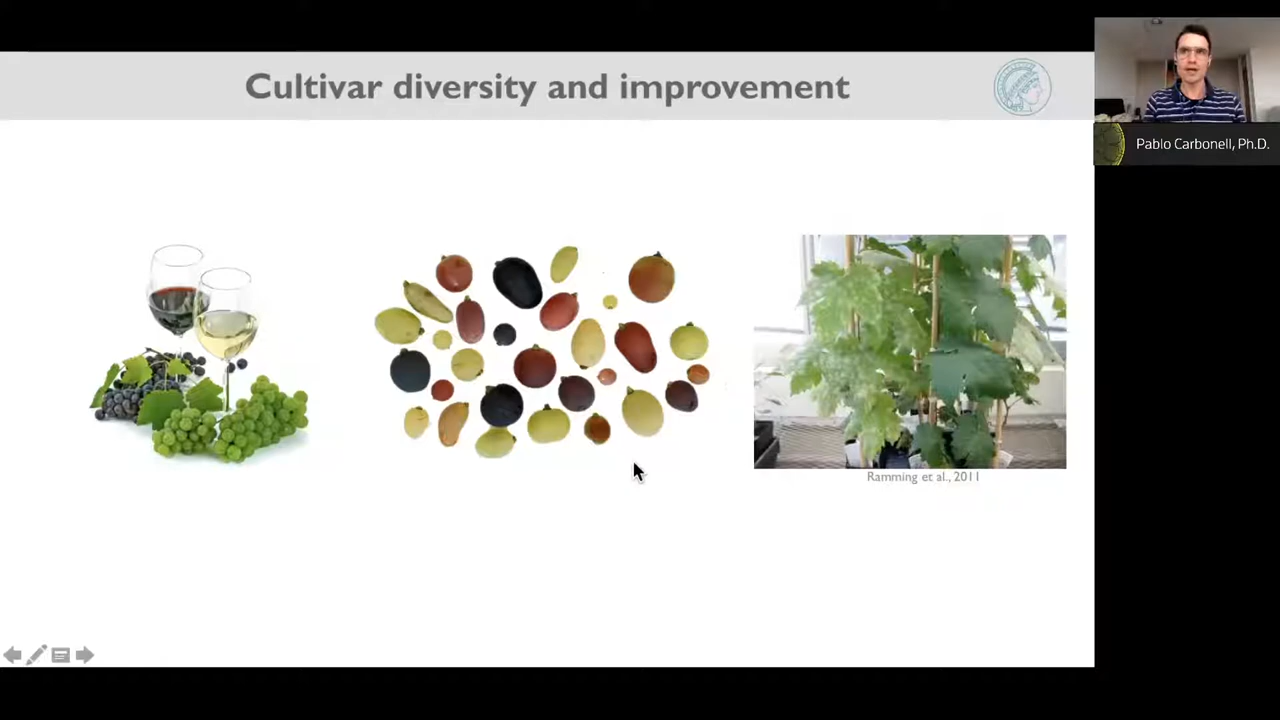 Cultivar diversity and improvement
Pablo Carbonell, Ph.D.
Ramming et al., 2011